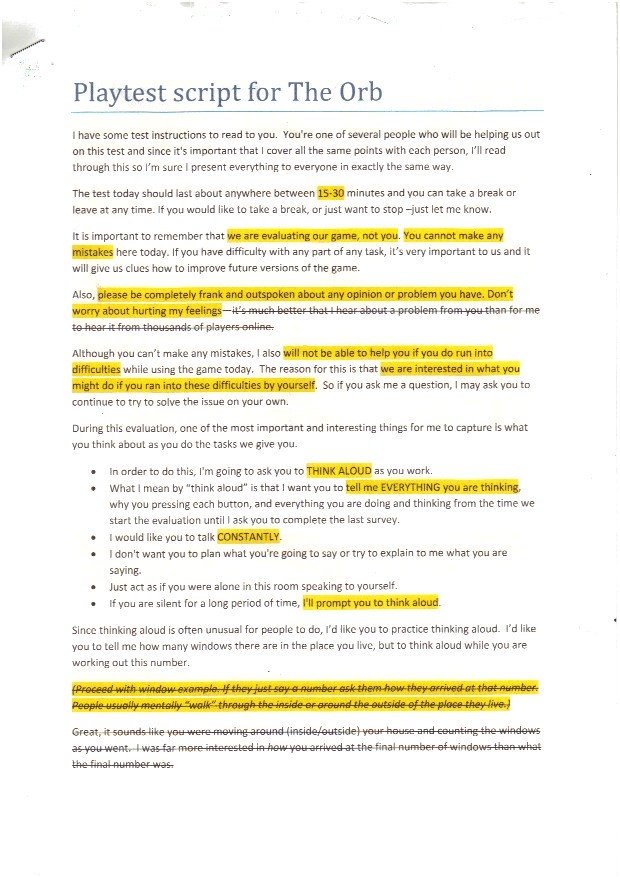 Playtest script for The Orb
I have some test instructions to read to you.  You're one of several people who will be helping us out
on this test and since it's important that I cover all the same points with each person, I'll read
through this so I'm sure I present everything to everyone in exactly the same way.
The test today should last about anywhere between 15-30 minutes and you can take a break or
leave at any time. If you would like to take a break, or just want to stop –just let me know.
It is important to remember that we are evaluating our game, not you. You cannot make any
mistakes here today. If you have difficulty with any part of any task, it's very important to us and it
will give us clues how to improve future versions of the game.
Also, please be completely frank and outspoken about any opinion or problem you have. Don't
worry about hurting my feelings—it's much better that I hear about a problem from you than for me
to hear it from thousands of players online.
Although you can't make any mistakes, I also will not be able to help you if you do run into
difficulties while using the game today.  The reason for this is that we are interested in what you
might do if you ran into these difficulties by yourself.  So if you ask me a question, I may ask you to
continue to try to solve the issue on your own.
During this evaluation, one of the most important and interesting things for me to capture is what
you think about as you do the tasks we give you.
• In order to do this, I'm going to ask you to THINK ALOUD as you work.
• What I mean by "think aloud" is that I want you to tell me EVERYTHING you are thinking,
why you pressing each button, and everything you are doing and thinking from the time we
start the evaluation until I ask you to complete the last survey.
• I would like you to talk CONSTANTLY.
• I don't want you to plan what you're going to say or try to explain to me what you are
saying.
• Just act as if you were alone in this room speaking to yourself.
• If you are silent for a long period of time, I'll prompt you to think aloud.
Since thinking aloud is often unusual for people to do, I'd like you to practice thinking aloud.  I'd like
you to tell me how many windows there are in the place you live, but to think aloud while you are
working out this number.
(Proceed with window example. If they just say a number ask them how they arrived at that number.
People usually mentally "walk" through the inside or around the outside of the place they live.)
Great, it sounds like you were moving around (inside/outside) your house and counting the windows
as you went.  I was far more interested in how you arrived at the final number of windows than what
the final number was.